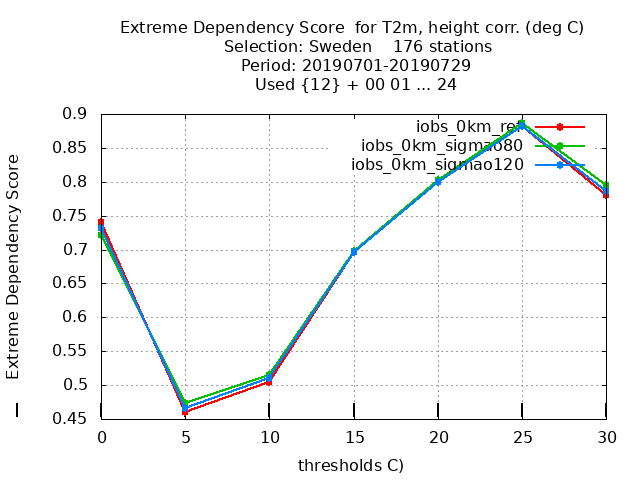 Extreme Dependency Score  for T2m, height corr. (deg C)
Selection: Sweden    176 stations
Period: 20190701-20190729
Used {12} + 00 01 ... 24
Extreme Dependency Score
0.9
0.85
0.8
0.75
0.7
0.65
0.6
0.55
0.5
0.45
iobs_0km_ref
iobs_0km_sigmao80
iobs_0km_sigmao120
0 5 10 15 20 25 30
thresholds C)